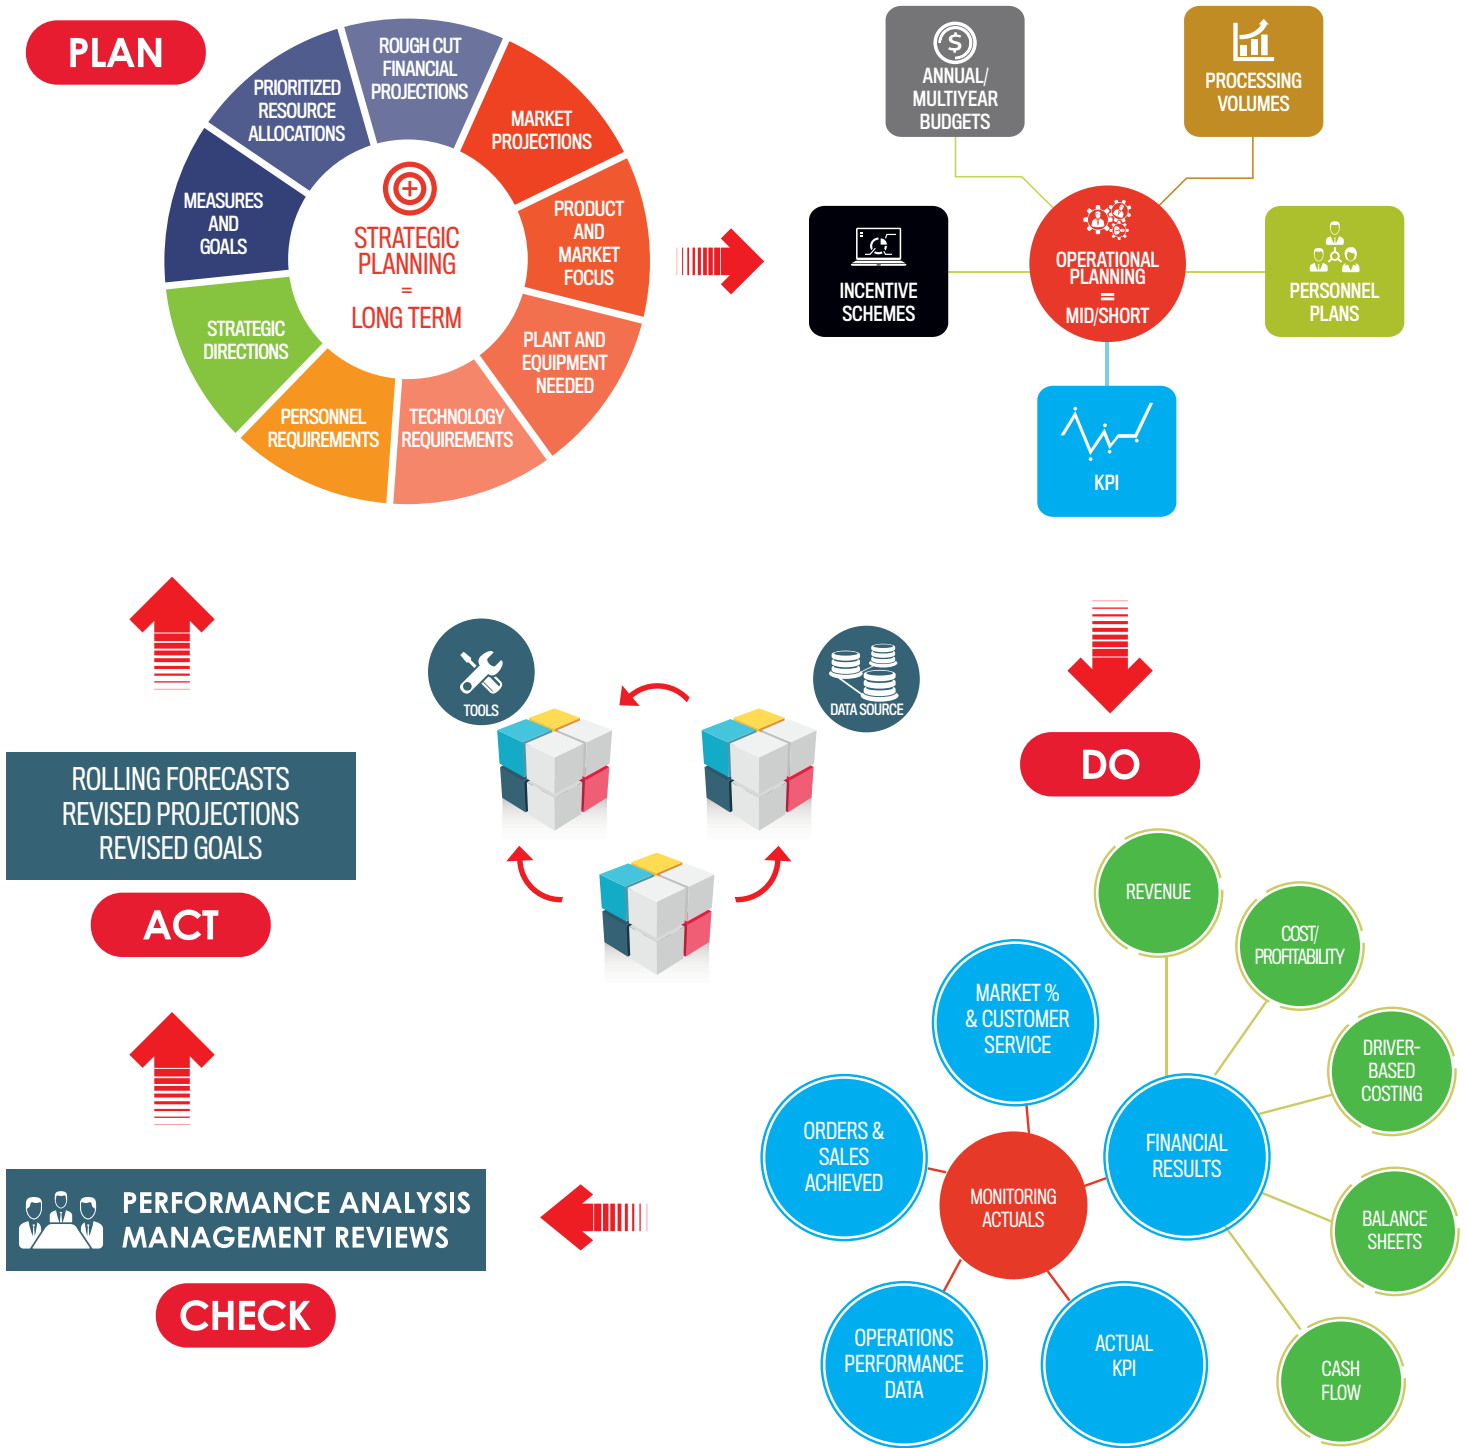 PLAN
ROUGH CUT
FINANCIAL
PROJECTIONS
MARKET
PROJECTIONS
PRODUCT
AND
MARKET
FOCUS
PLANT AND
EQUIPMENT
NEEDED
TECHNOLOGY
REQUIREMENTS
PERSONNEL
REQUIREMENTS
STRATEGIC
DIRECTIONS
MEASURES
AND
GOALS
PRIORITIZED
RESOURCE
ALLOCATIONS
STRATEGIC
PLANNING
=
LONG TERM
$
ANNUAL/
MULTIYEAR
BUDGETS
PROCESSING
VOLUMES
INCENTIVE
SCHEMES
OPERATIONAL
PLANNING
=
MID/SHORT
PERSONNEL
PLANS
KPI
TOOLS
DATA SOURCE
DO
REVENUE
COST/
PROFITABILITY
DRIVER-
BASED
COSTING
BALANCE
SHEETS
CASH
FLOW
FINANCIAL
RESULTS
MARKET %
& CUSTOMER
SERVICE
ORDERS &
SALES
ACHIEVED
MONITORING
ACTUALS
OPERATIONS
PERFORMANCE
DATA
ACTUAL
KPI
PERFORMANCE ANALYSIS
MANAGEMENT REVIEWS
CHECK
ROLLING FORECASTS
REVISED PROJECTIONS
REVISED GOALS
ACT